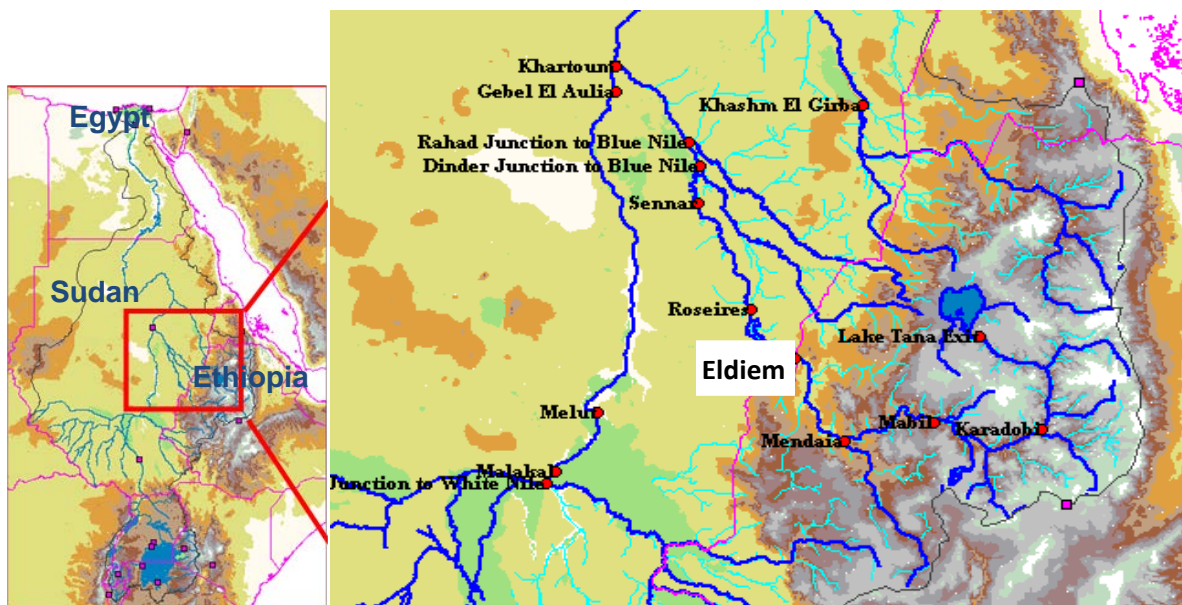 Egypt
Sudan
Ethiopia
Khartoum
Gebel El Aulia
Khashm El Girba
Rahad Junction to Blue Nile
Dinder Junction to Blue Nile
Sennar
Roseires
Lake Tana Exit
Eldiem
Melut
Mabil
Karadobi
Mendaia
Malakal
Junction to White Nile